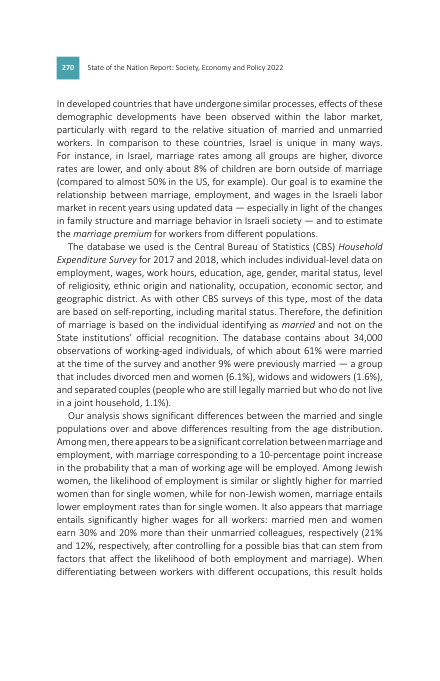 270 State of the Nation Report: Society, Economy and Policy 2022
In developed countries that have undergone similar processes, effects of these
demographic developments have been observed within the labor market,
particularly with regard to the relative situation of married and unmarried
workers. In comparison to these countries, Israel is unique in many ways.
For instance, in Israel, marriage rates among all groups are higher, divorce
rates are lower, and only about 8% of children are born outside of marriage
(compared to almost 50% in the US, for example). Our goal is to examine the
relationship between marriage, employment, and wages in the Israeli labor
market in recent years using updated data — especially in light of the changes
in family structure and marriage behavior in Israeli society — and to estimate
the marriage premium for workers from different populations.
The database we used is the Central Bureau of Statistics (CBS) Household
Expenditure Survey for 2017 and 2018, which includes individual-level data on
employment, wages, work hours, education, age, gender, marital status, level
of religiosity, ethnic origin and nationality, occupation, economic sector, and
geographic district. As with other CBS surveys of this type, most of the data
are based on self-reporting, including marital status. Therefore, the definition
of marriage is based on the individual identifying as married and not on the
State institutions’ official recognition. The database contains about 34,000
observations of working-aged individuals, of which about 61% were married
at the time of the survey and another 9% were previously married — a group
that includes divorced men and women (6.1%), widows and widowers (1.6%),
and separated couples (people who are still legally married but who do not live
in a joint household, 1.1%).
Our analysis shows significant differences between the married and single
populations over and above differences resulting from the age distribution.
Among men, there appears to be a significant correlation between marriage and
employment, with marriage corresponding to a 10-percentage point increase
in the probability that a man of working age will be employed. Among Jewish
women, the likelihood of employment is similar or slightly higher for married
women than for single women, while for non-Jewish women, marriage entails
lower employment rates than for single women. It also appears that marriage
entails significantly higher wages for all workers: married men and women
earn 30% and 20% more than their unmarried colleagues, respectively (21%
and 12%, respectively, after controlling for a possible bias that can stem from
factors that affect the likelihood of both employment and marriage). When
differentiating between workers with different occupations, this result holds